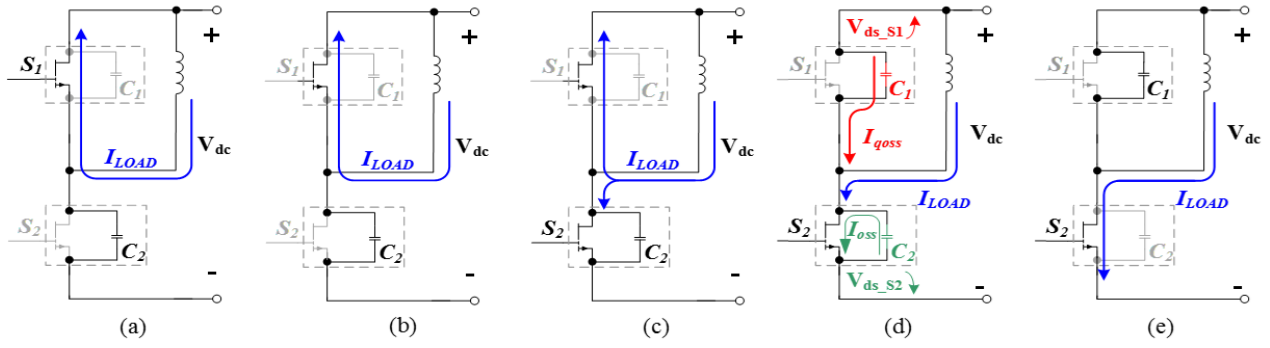 +
S1
C1
ILOAD
Vdc
S2
C2
-
(a)
+
S1
C1
ILOAD
Vdc
S2
C2
-
(b)
+
S1
C1
ILOAD
Vdc
S2
C2
-
(c)
Vds_S1
+
S1
C1
Iqoss
Vdc
ILOAD
S2
Ioss
C2
Vds_S2
-
(d)
+
S1
C1
Vdc
ILOAD
S2
C2
-
(e)